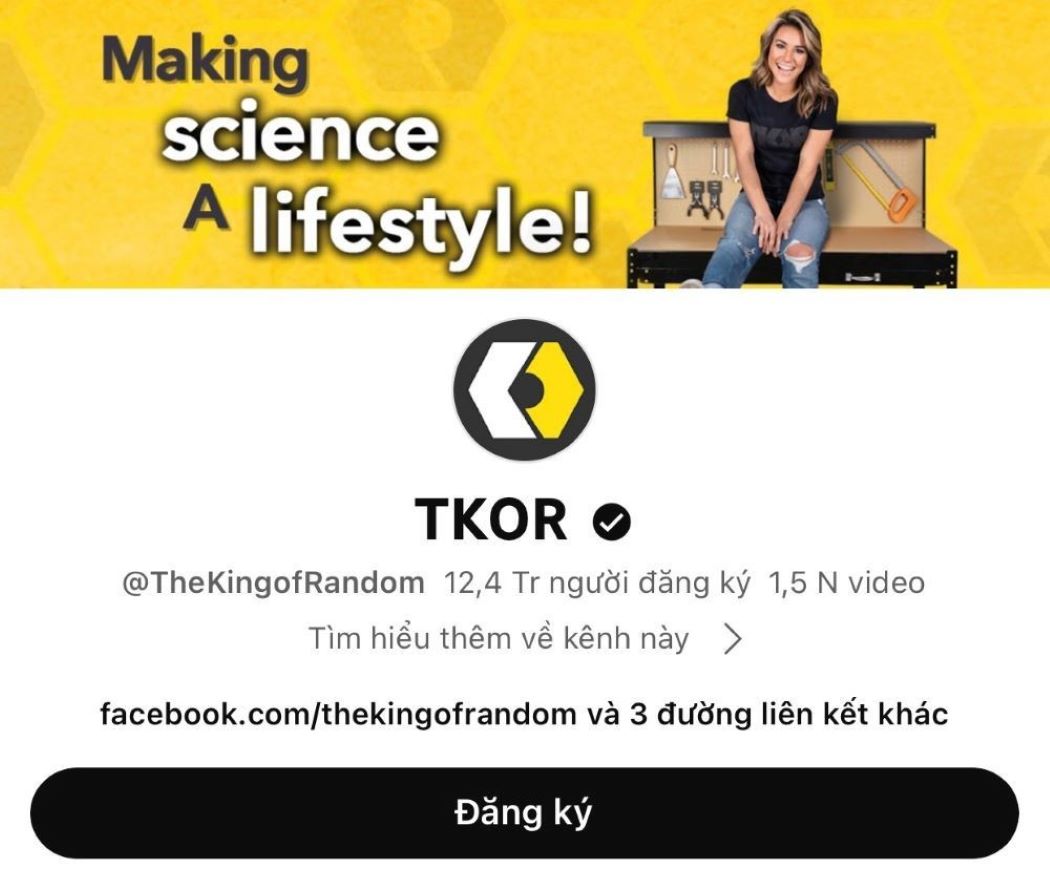 Making
science
A lifestyle!
TKOR
@TheKingofRandom 12,4 Tr người đăng ký 1,5 N video
Tìm hiểu thêm về kênh này
facebook.com/thekingofrandom và 3 đường liên kết khác
Đăng ký